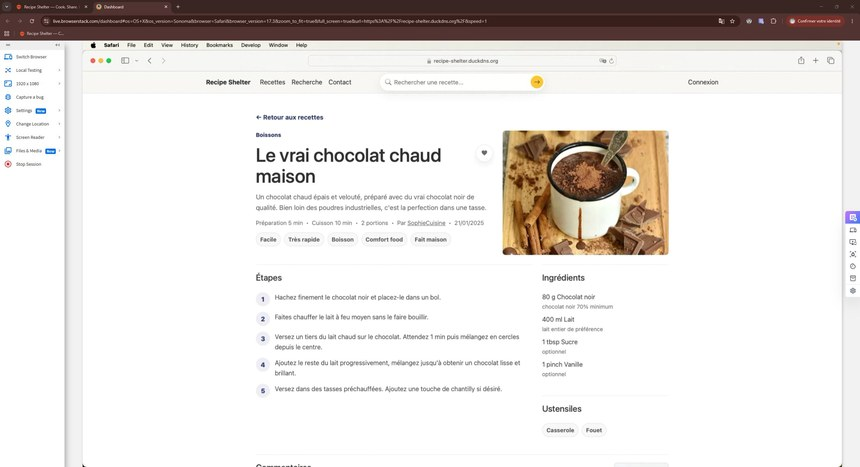 Recipe Shelter — Cook, Share,
Dashboard
live.browserstack.com/dashboard#os=OS+X&os_version=Sonoma&browser=Safari&browser_version=17.3&zoom_to_fit=true&full_screen=true&url=https%3A%2F%2Frecipe-shelter.duckdns.org%2F&speed=1
Confirmer votre identité
Recipe Shelter — C...
Safari File Edit View History Bookmarks Develop Window Help
Switch Browser
Local Testing
1920 x 1080
Capture a bug
Settings New
Change Location
Screen Reader
Files & Media New
Stop Session
recipe-shelter.duckdns.org
Recipe Shelter Recettes Recherche Contact
Rechercher une recette...
Connexion
← Retour aux recettes
Boissons
Le vrai chocolat chaud
maison
Un chocolat chaud épais et velouté, préparé avec du vrai chocolat noir de
qualité. Bien loin des poudres industrielles, c'est la perfection dans une tasse.
Préparation 5 min • Cuisson 10 min • 2 portions • Par SophieCuisine • 21/01/2025
Facile Très rapide Boisson Comfort food Fait maison
Étapes
1 Hachez finement le chocolat noir et placez-le dans un bol.
2 Faites chauffer le lait à feu moyen sans le faire bouillir.
3 Versez un tiers du lait chaud sur le chocolat. Attendez 1 min puis mélangez en cercles
depuis le centre.
4 Ajoutez le reste du lait progressivement, mélangez jusqu'à obtenir un chocolat lisse et
brillant.
5 Versez dans des tasses préchauffées. Ajoutez une touche de chantilly si désiré.
Ingrédients
80 g Chocolat noir
chocolat noir 70% minimum
400 ml Lait
lait entier de préférence
1 tbsp Sucre
optionnel
1 pinch Vanille
optionnel
Ustensiles
Casserole Fouet
Commentaires